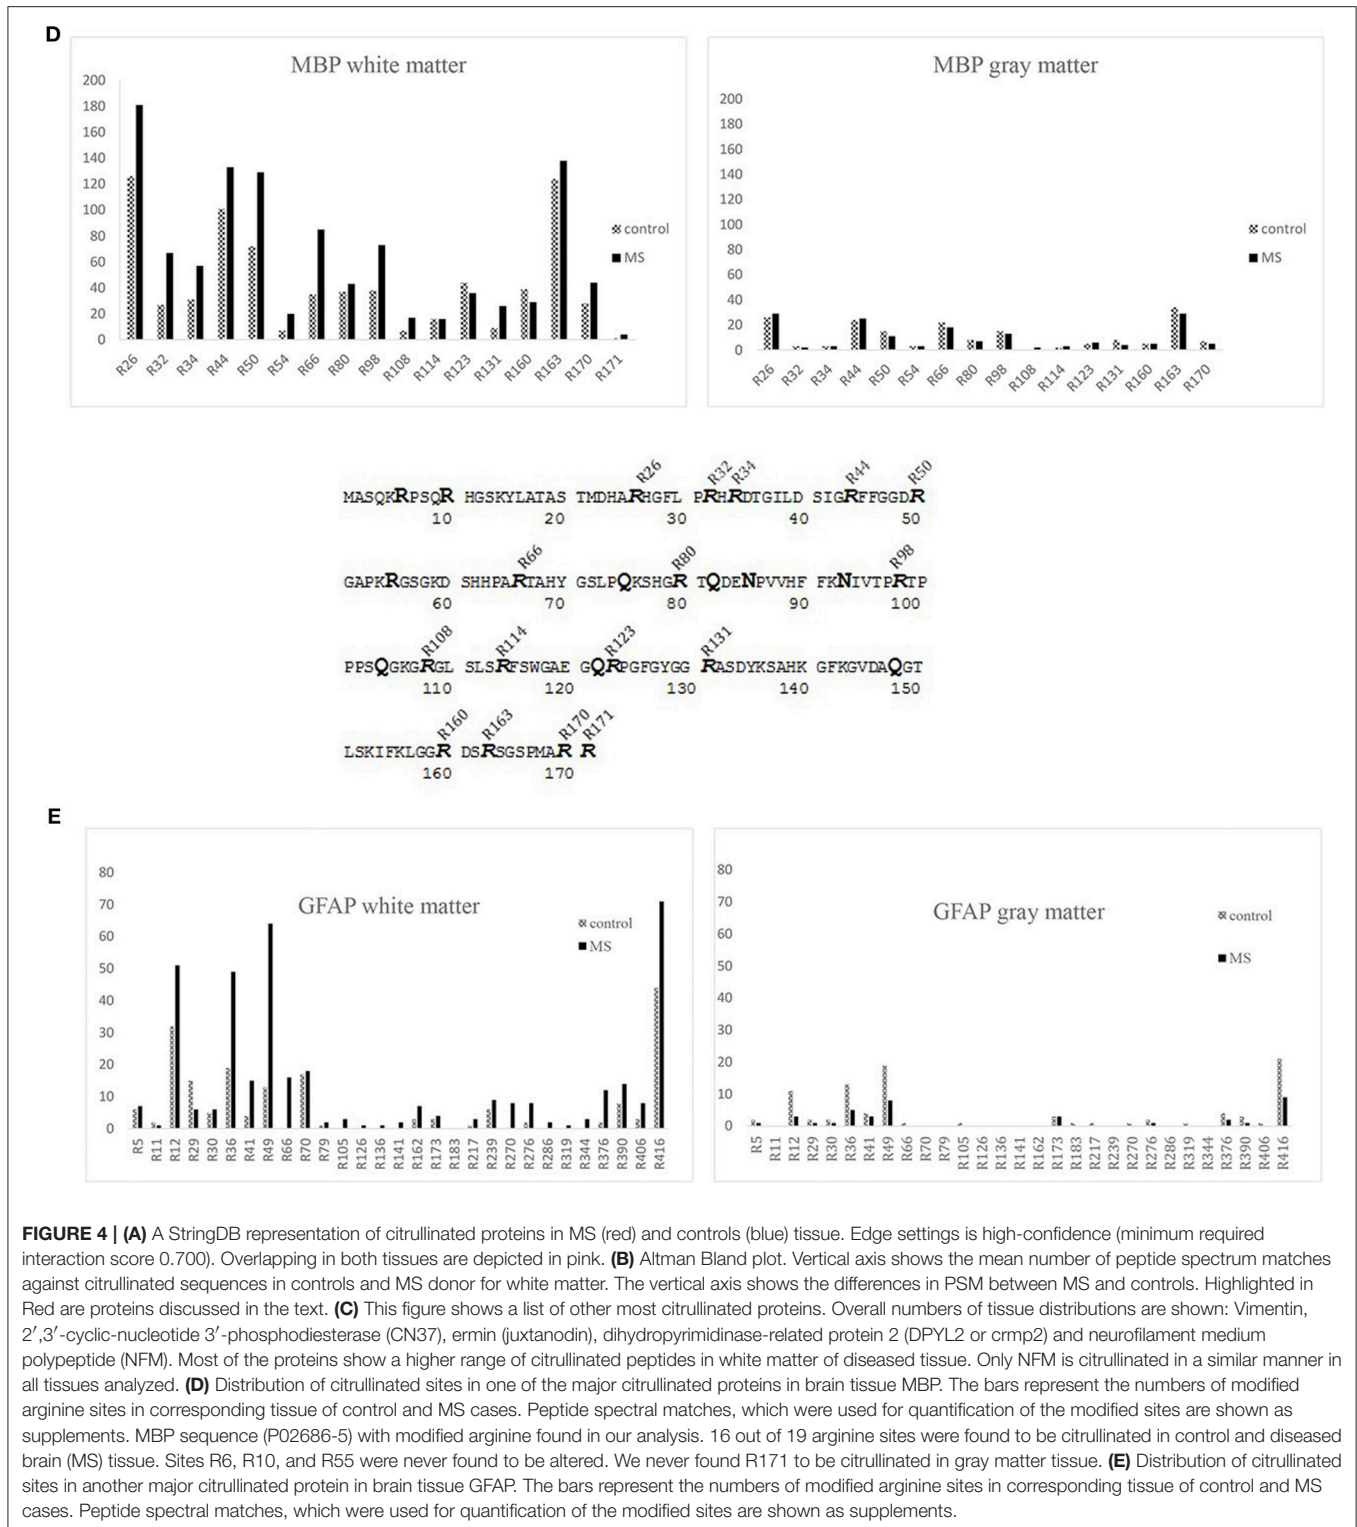 D
MBP white matter
200
180
160
140
120
100
80
60
40
20
0
R26 R32 R34 R44 R50 R54 R66 R80 R98 R108 R114 R123 R131 R160 R163 R170 R171
control
MS
MBP gray matter
200
180
160
140
120
100
80
60
40
20
0
R26 R32 R34 R44 R50 R54 R66 R80 R98 R108 R114 R123 R131 R160 R163 R170
control
MS
R26 R32 R34 R44 R50
MASQKRPSQR HGSKYLATAS TMDHARHGFL PRHRDTGILD SIGRFFGGDR
10 20 30 40 50
R66 R80 R98
GAPKRGSGKD SHHPARTAHY GSLPQKSHGR TQDENPVVHF FKNIVTPRTP
60 70 80 90 100
R108 R114 R123 R131
PPSQGKGRGL SLSRFSWGAE GQRPGFGYGG RASDYKSAHK GFKGVDAQGT
110 120 130 140 150
R160 R163 R170 R171
LSKIFKLGGR DSRSGSPMAR R
160 170
E
GFAP white matter
80
70
60
50
40
30
20
10
0
R5 R11 R12 R29 R30 R36 R41 R49 R66 R70 R79 R105 R126 R136 R141 R162 R173 R183 R217 R239 R270 R276 R286 R319 R344 R376 R390 R406 R416
control
MS
GFAP gray matter
80
70
60
50
40
30
20
10
0
R5 R11 R12 R29 R30 R36 R41 R49 R66 R70 R79 R105 R126 R136 R141 R162 R173 R183 R217 R239 R270 R276 R286 R319 R344 R376 R390 R406 R416
control
MS
FIGURE 4 | (A) A StringDB representation of citrullinated proteins in MS (red) and controls (blue) tissue. Edge settings is high-confidence (minimum required
interaction score 0.700). Overlapping in both tissues are depicted in pink. (B) Altman Bland plot. Vertical axis shows the mean number of peptide spectrum matches
against citrullinated sequences in controls and MS donor for white matter. The vertical axis shows the differences in PSM between MS and controls. Highlighted in
Red are proteins discussed in the text. (C) This figure shows a list of other most citrullinated proteins. Overall numbers of tissue distributions are shown: Vimentin,
2′,3′-cyclic-nucleotide 3′-phosphodiesterase (CN37), ermin (juxtanodin), dihydropyrimidinase-related protein 2 (DPYL2 or crmp2) and neurofilament medium
polypeptide (NFM). Most of the proteins show a higher range of citrullinated peptides in white matter of diseased tissue. Only NFM is citrullinated in a similar manner in
all tissues analyzed. (D) Distribution of citrullinated sites in one of the major citrullinated proteins in brain tissue MBP. The bars represent the numbers of modified
arginine sites in corresponding tissue of control and MS cases. Peptide spectral matches, which were used for quantification of the modified sites are shown as
supplements. MBP sequence (P02686-5) with modified arginine found in our analysis. 16 out of 19 arginine sites were found to be citrullinated in control and diseased
brain (MS) tissue. Sites R6, R10, and R55 were never found to be altered. We never found R171 to be citrullinated in gray matter tissue. (E) Distribution of citrullinated
sites in another major citrullinated protein in brain tissue GFAP. The bars represent the numbers of modified arginine sites in corresponding tissue of control and MS
cases. Peptide spectral matches, which were used for quantification of the modified sites are shown as supplements.